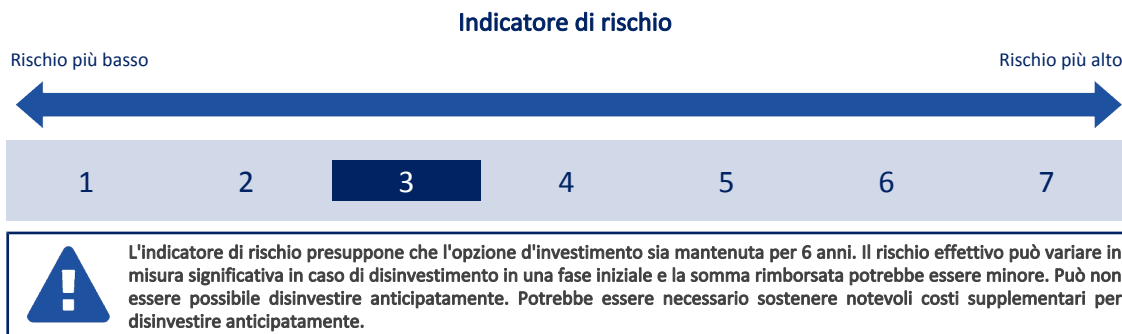 Indicatore di rischio
Rischio più basso Rischio più alto
1 2 3 4 5 6 7
L'indicatore di rischio presuppone che l'opzione d'investimento sia mantenuta per 6 anni. Il rischio effettivo può variare in
misura significativa in caso di disinvestimento in una fase iniziale e la somma rimborsata potrebbe essere minore. Può non
essere possibile disinvestire anticipatamente. Potrebbe essere necessario sostenere notevoli costi supplementari per
disinvestire anticipatamente.